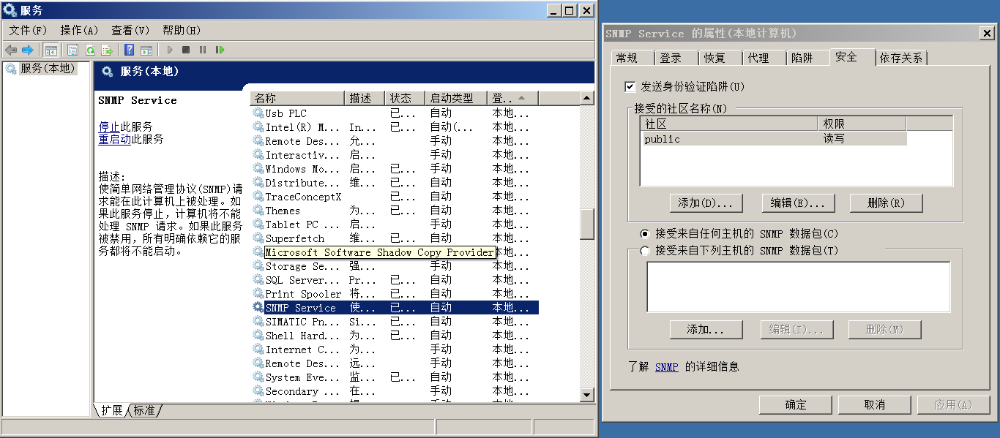 服务
文件(F) 操作(A) 查看(V) 帮助(H)
服务(本地)
服务(本地)
SNMP Service
停止此服务
重启动此服务
描述:
使简单网络管理协议(SNMP)请
求能在此计算机上被处理。如
果此服务停止，计算机将不能
处理 SNMP 请求。如果此服务
被禁用，所有明确依赖它的服
务都将不能启动。
名称 描述 状态 启动类型 登..
Usb PLC 已... 自动 本地...
Intel(R) M... In... 已... 自动(... 本地...
Remote Des... 允... 手动 本地...
Interactiv... 启... 手动 本地...
Windows Mo... 启... 已... 手动 本地...
Distribute... 维... 已... 自动 本地...
TraceConceptX 已... 自动 本地...
Themes 为... 已... 自动 本地...
Tablet PC ... 启... 手动 本地...
Superfetch 维... 已... 自动 本地...
Microsoft Software Shadow Copy Provider 本地...
Storage Se... 强... 手动 本地...
SQL Server... Pr... 已... 自动 本地...
Print Spooler 将... 已... 自动 本地...
SNMP Service 使... 已... 自动 本地...
SIMATIC Pn... Si... 已... 自动 本地...
Shell Hard... 为... 已... 自动 本地...
Internet C... 为... 手动 本地...
Remote Des... 远... 手动 本地...
System Eve... 监... 已... 自动 本地...
Secondary ... 在... 手动 本地...
扩展 标准
SNMP Service 的属性(本地计算机)
常规 登录 恢复 代理 陷阱 安全 依存关系
发送身份验证陷阱(U)
接受的社区名称(N)
社区 权限
public 读写
添加(D)... 编辑(E)... 删除(R)
接受来自任何主机的 SNMP 数据包(C)
接受来自下列主机的 SNMP 数据包(T)
添加... 编辑(I)... 删除(M)
了解 SNMP 的详细信息
确定 取消 应用(A)